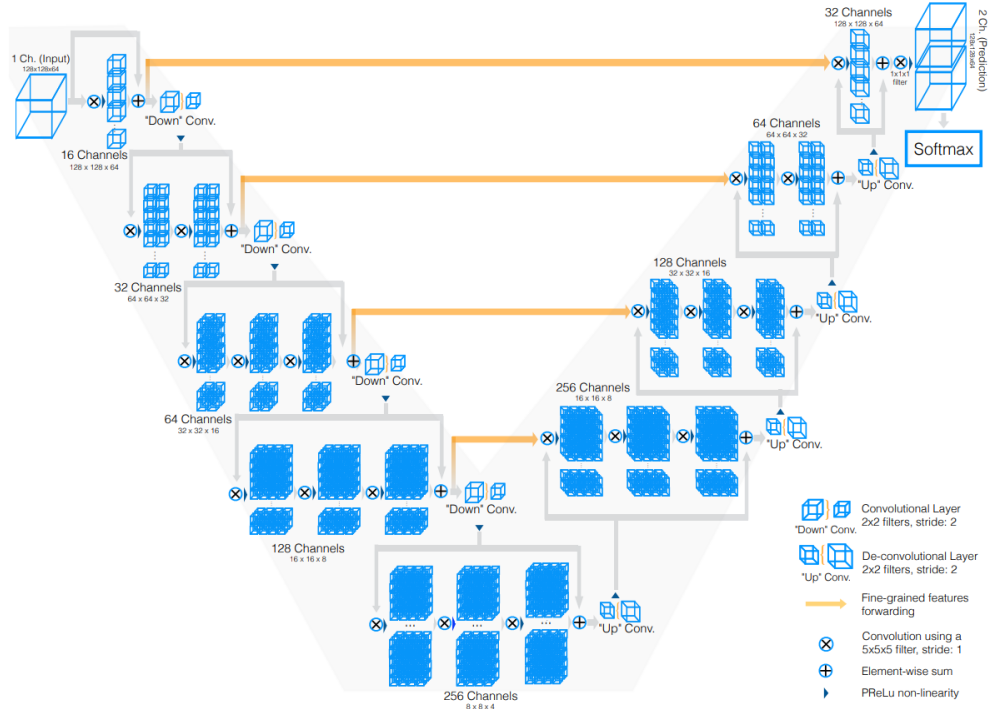 1 Ch. (Input)
128x128x64
"Down" Conv.
16 Channels
128 x 128 x 64
"Down" Conv.
32 Channels
64 x 64 x 32
"Down" Conv.
64 Channels
32 x 32 x 16
"Down" Conv.
128 Channels
16 x 16 x 8
...
...
...
256 Channels
8 x 8 x 4
"Up" Conv.
256 Channels
16 x 16 x 8
"Up" Conv.
128 Channels
32 x 32 x 16
"Up" Conv.
64 Channels
64 x 64 x 32
"Up" Conv.
32 Channels
128 x 128 x 64
1x1x1
filter
2 Ch. (Prediction)
128x128x64
Softmax
"Down" Conv.
Convolutional Layer
2x2 filters, stride: 2
"Up" Conv.
De-convolutional Layer
2x2 filters, stride: 2
Fine-grained features
forwarding
Convolution using a
5x5x5 filter, stride: 1
Element-wise sum
PReLu non-linearity